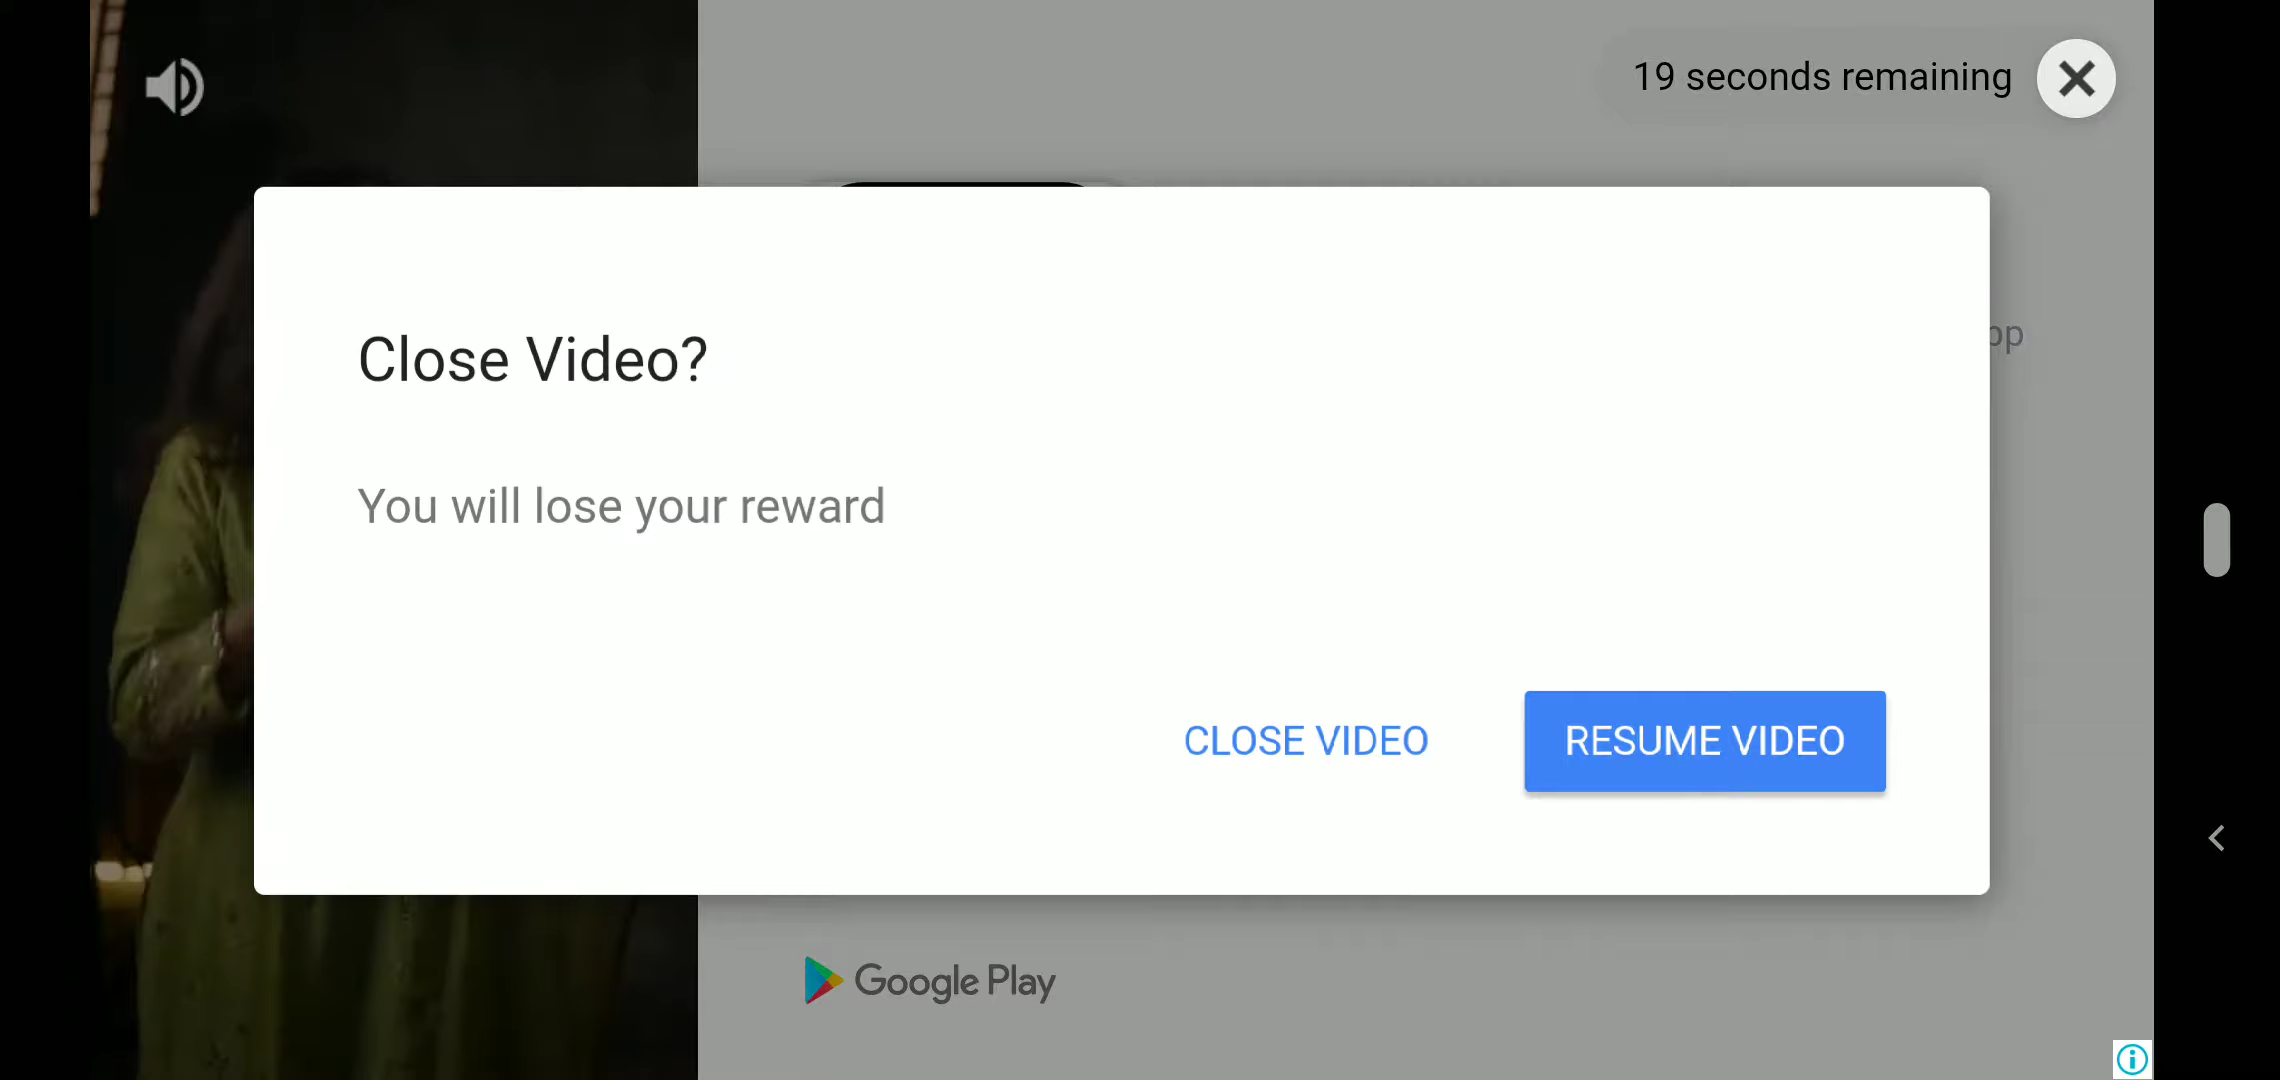 19 seconds remaining
Close Video?
You will lose your reward
CLOSE VIDEO
RESUME VIDEO
Google Play